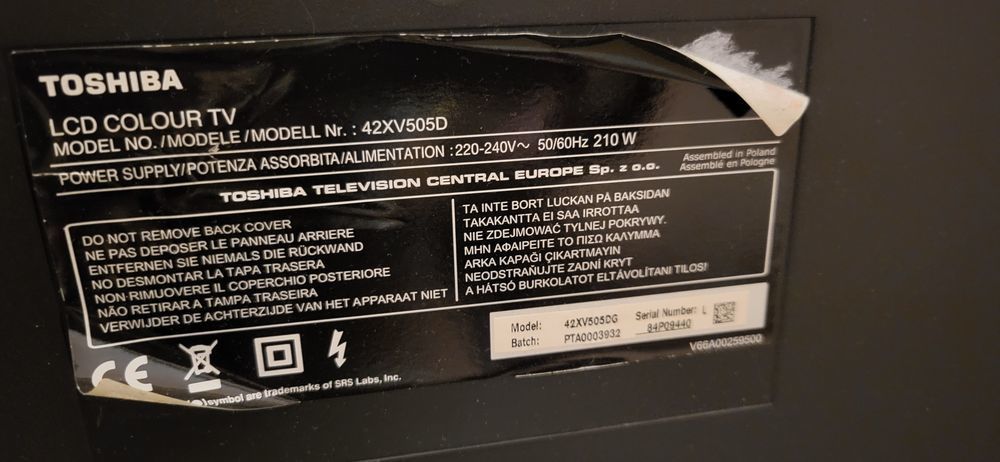 TOSHIBA
LCD COLOUR TV
MODEL NO./MODELE/MODELL Nr. : 42XV505D
POWER SUPPLY/POTENZA ASSORBITA/ALIMENTATION :220-240V~ 50/60Hz 210 W
TOSHIBA TELEVISION CENTRAL EUROPE Sp. z o.o.
Assembled in Poland
Assemblé en Pologne
DO NOT REMOVE BACK COVER
NE PAS DEPOSER LE PANNEAU ARRIERE
ENTFERNEN SIE NIEMALS DIE RÜCKWAND
NO DESMONTAR LA TAPA TRASERA
NON RIMUOVERE IL COPERCHIO POSTERIORE
NÃO RETIRAR A TAMPA TRASEIRA
VERWIJDER DE ACHTERZIJDE VAN HET APPARAAT NIET
TA INTE BORT LUCKAN PÅ BAKSIDAN
TAKAKANTTA EI SAA IRROTTAA
NIE ZDEJMOWAĆ TYLNEJ POKRYWY.
ΜΗΝ ΑΦΑΙΡΕΙΤΕ ΤΟ ΠΙΣΩ ΚΑΛΥΜΜΑ
ARKA KAPAĞI ÇIKARTMAYIN
NEODSTRAŇUJTE ZADNÍ KRYT
A HÁTSÓ BURKOLATOT ELTÁVOLÍTANI TILOS!
Model: 42XV505DG Serial Number: L
Batch: PTA0003932 84P09440
V66A00259500
CE
symbol are trademarks of SRS Labs, Inc.